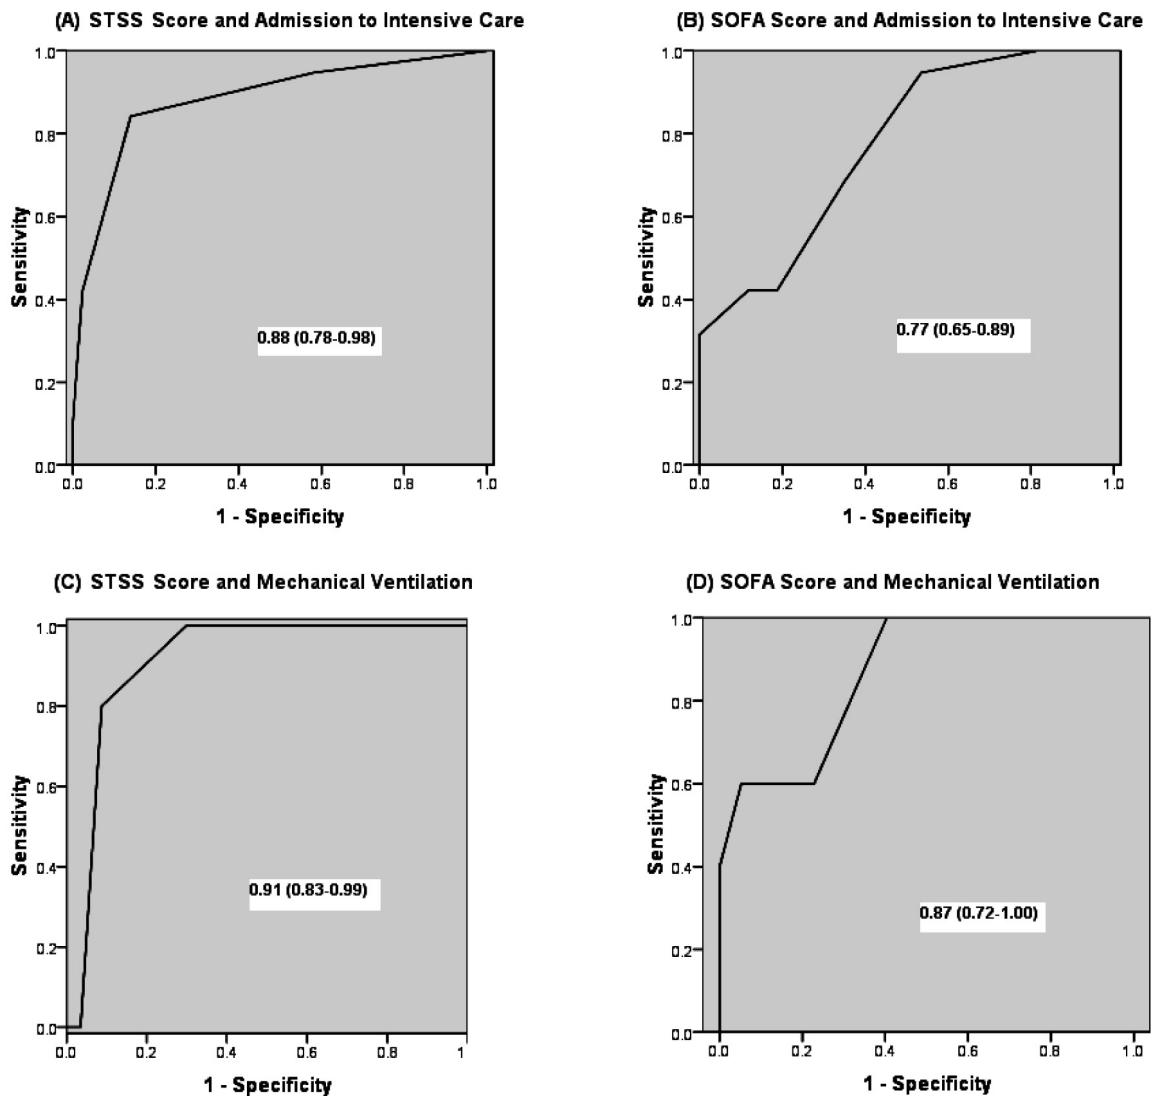 (A) STSS Score and Admission to Intensive Care
1.0
0.8
0.6
0.4
0.2
0.0
Sensitivity
0.88 (0.78-0.98)
0.0 0.2 0.4 0.6 0.8 1.0
1 - Specificity
(B) SOFA Score and Admission to Intensive Care
1.0
0.8
0.6
0.4
0.2
0.0
Sensitivity
0.77 (0.65-0.89)
0.0 0.2 0.4 0.6 0.8 1.0
1 - Specificity
(C) STSS Score and Mechanical Ventilation
1.0
0.8
0.6
0.4
0.2
0.0
Sensitivity
0.91 (0.83-0.99)
0.0 0.2 0.4 0.6 0.8 1
1 - Specificity
(D) SOFA Score and Mechanical Ventilation
1.0
0.8
0.6
0.4
0.2
0.0
Sensitivity
0.87 (0.72-1.00)
0.0 0.2 0.4 0.6 0.8 1.0
1 - Specificity